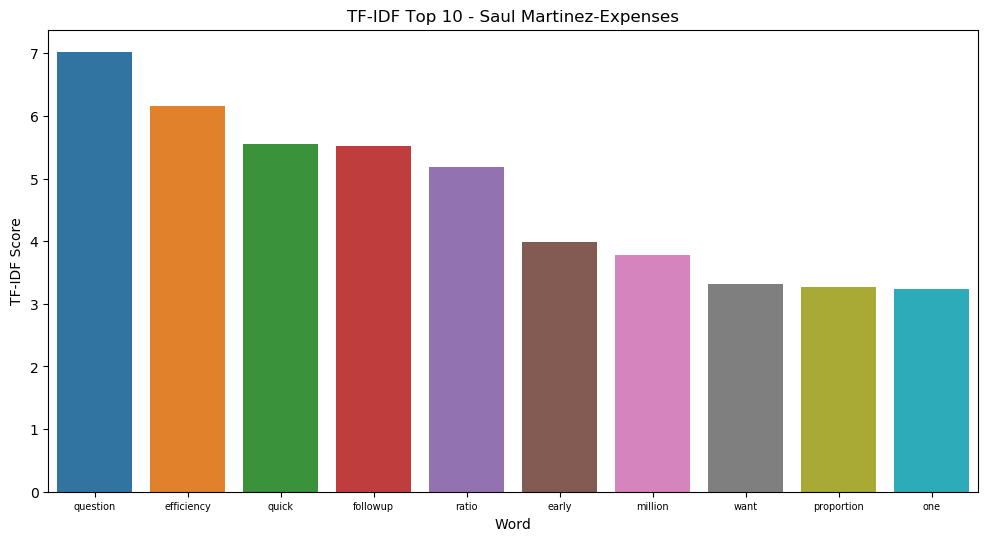 TF-IDF Top 10 - Saul Martinez-Expenses
TF-IDF Score
7
6
5
4
3
2
1
0
question efficiency quick followup ratio early million want proportion one
Word